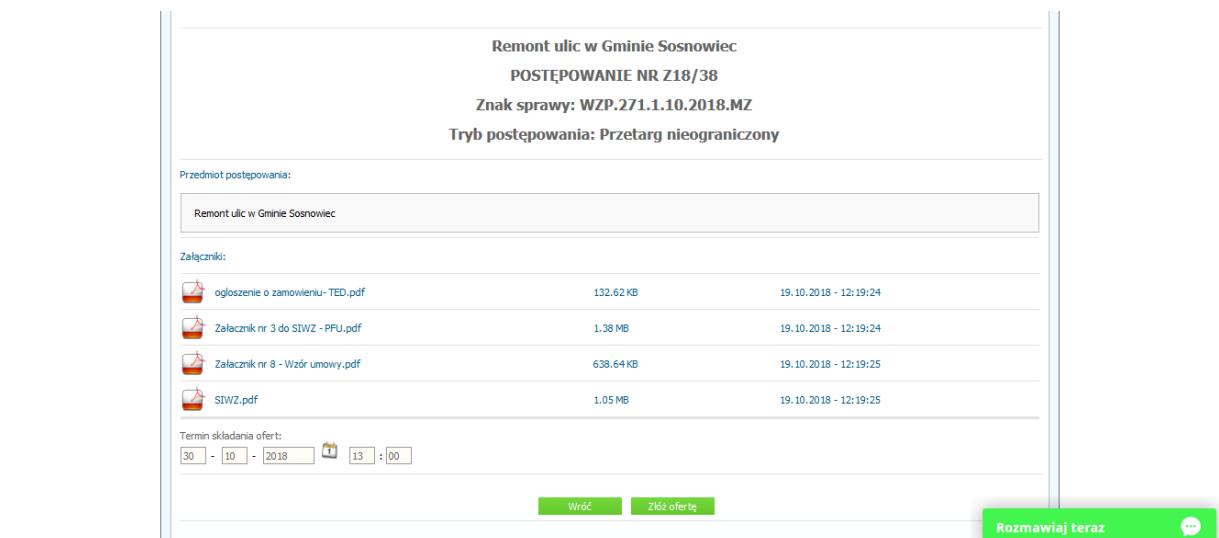 Remont ulic w Gminie Sosnowiec
POSTĘPOWANIE NR Z18/38
Znak sprawy: WZP.271.1.10.2018.MZ
Tryb postępowania: Przetarg nieograniczony
Przedmiot postępowania:
Remont ulic w Gminie Sosnowiec
Załączniki:
ogloszenie o zamowieniu- TED.pdf 132.62 KB 19.10.2018 - 12:19:24
Załacznik nr 3 do SIWZ - PFU.pdf 1.38 MB 19.10.2018 - 12:19:24
Załacznik nr 8 - Wzór umowy.pdf 638.64 KB 19.10.2018 - 12:19:25
SIWZ.pdf 1.05 MB 19.10.2018 - 12:19:25
Termin składania ofert:
30 - 10 - 2018 13 : 00
Wróć Złóż ofertę
Rozmawiaj teraz